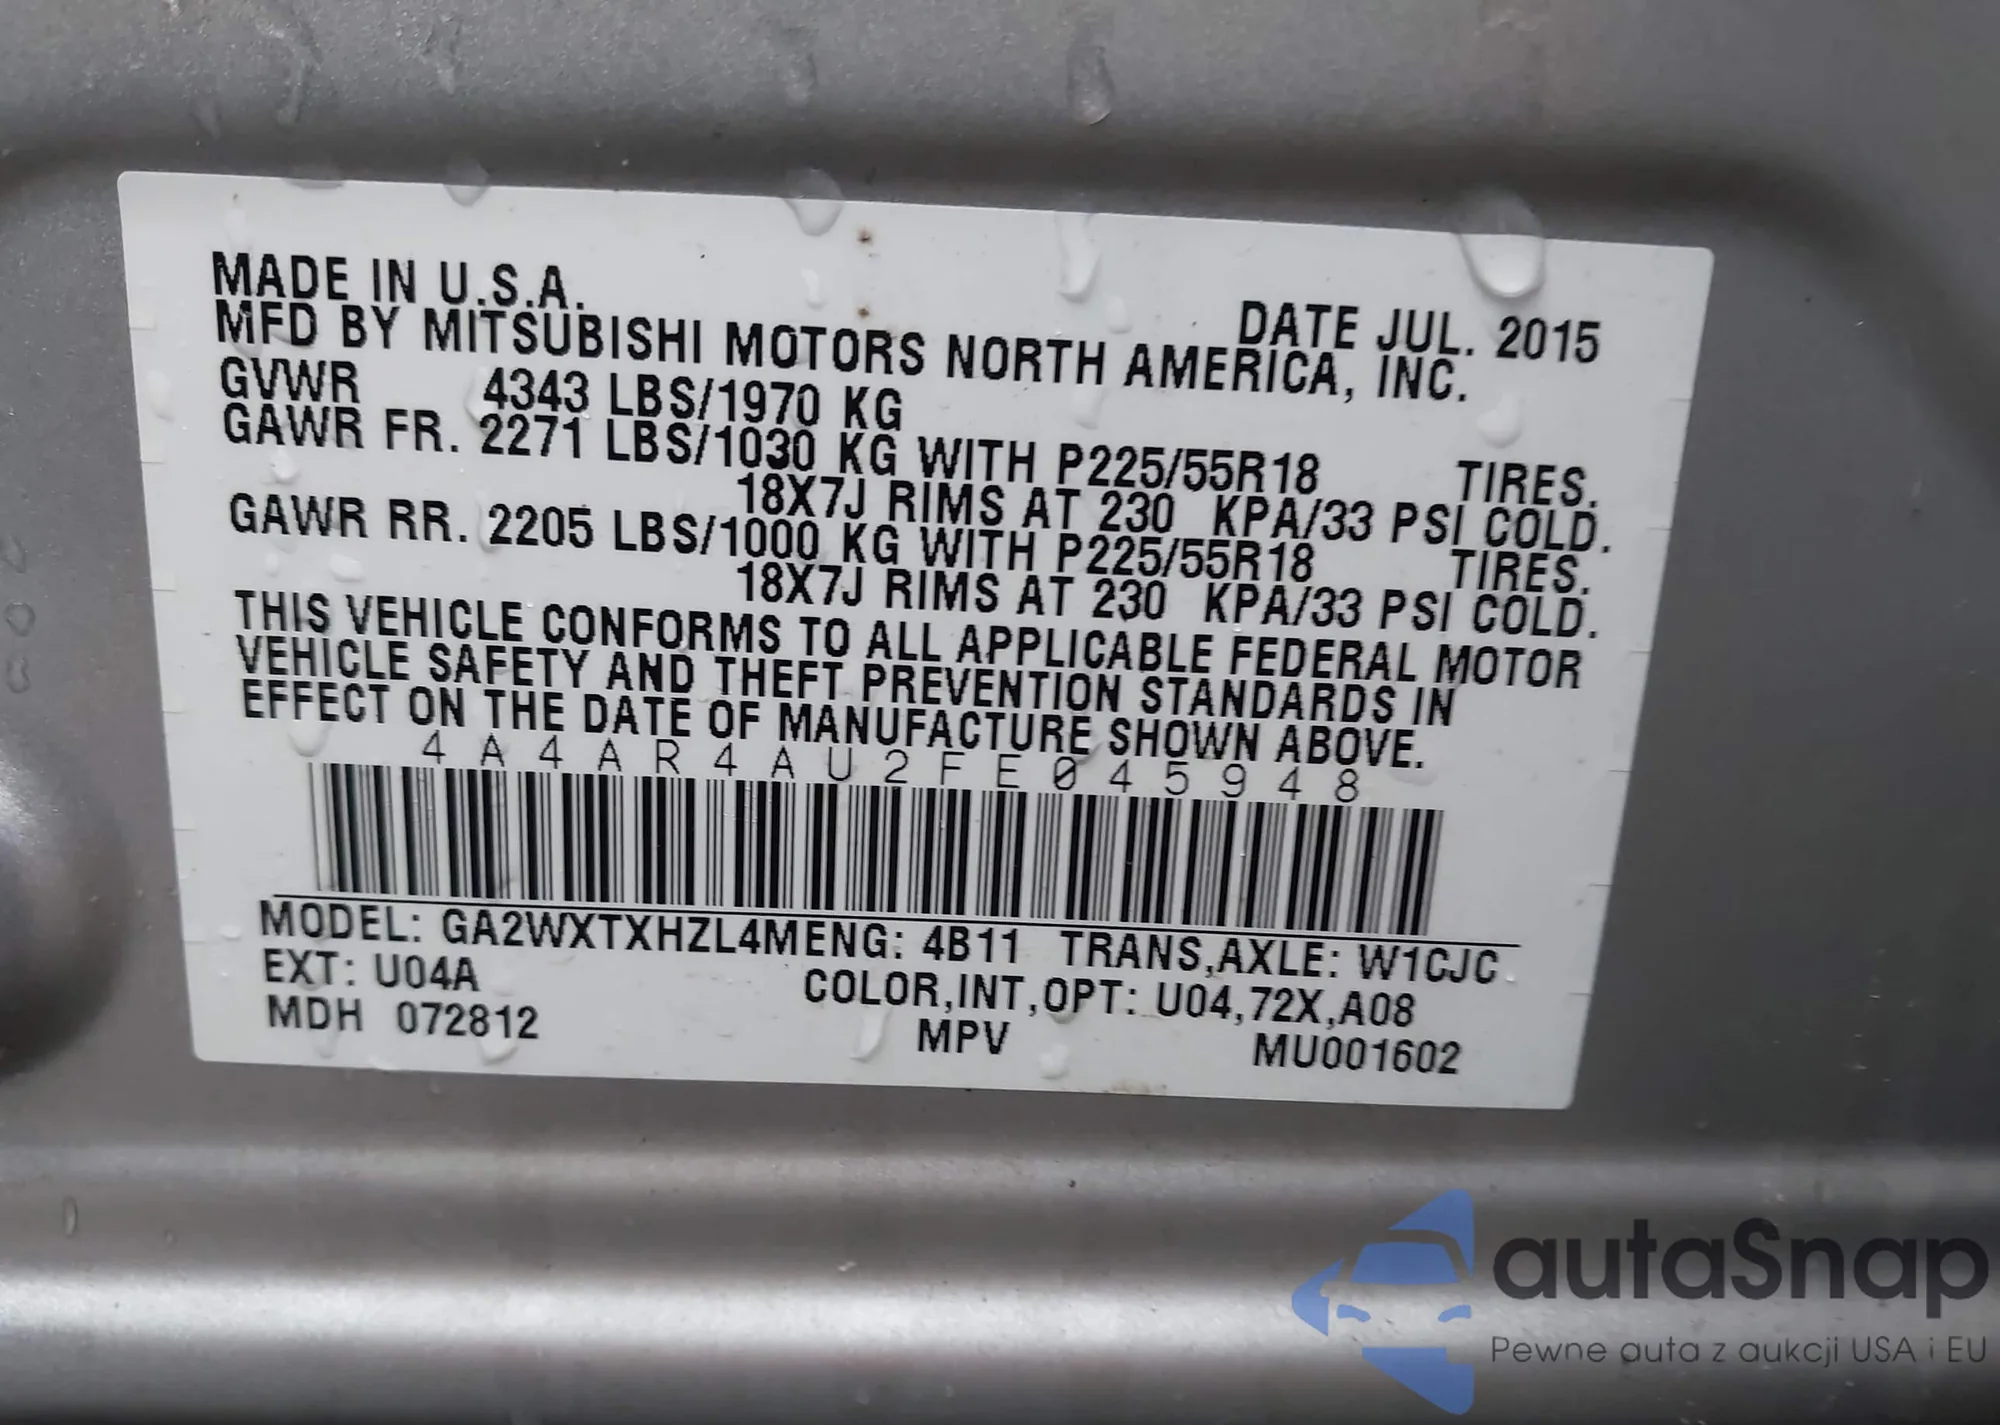 MADE IN U.S.A.
DATE JUL. 2015
MFD BY MITSUBISHI MOTORS NORTH AMERICA, INC.
GVWR 4343 LBS/1970 KG
GAWR FR. 2271 LBS/1030 KG WITH P225/55R18 TIRES.
18X7J RIMS AT 230 KPA/33 PSI COLD.
GAWR RR. 2205 LBS/1000 KG WITH P225/55R18 TIRES.
18X7J RIMS AT 230 KPA/33 PSI COLD.
THIS VEHICLE CONFORMS TO ALL APPLICABLE FEDERAL MOTOR
VEHICLE SAFETY AND THEFT PREVENTION STANDARDS IN
EFFECT ON THE DATE OF MANUFACTURE SHOWN ABOVE.
4A4AR4AU2FE045948
MODEL: GA2WXTXHZL4MENG: 4B11 TRANS,AXLE: W1CJC
EXT: U04A COLOR,INT,OPT: U04,72X,A08
MDH 072812 MPV MU001602
autaSnap
Pewne auta z aukcji USA i EU